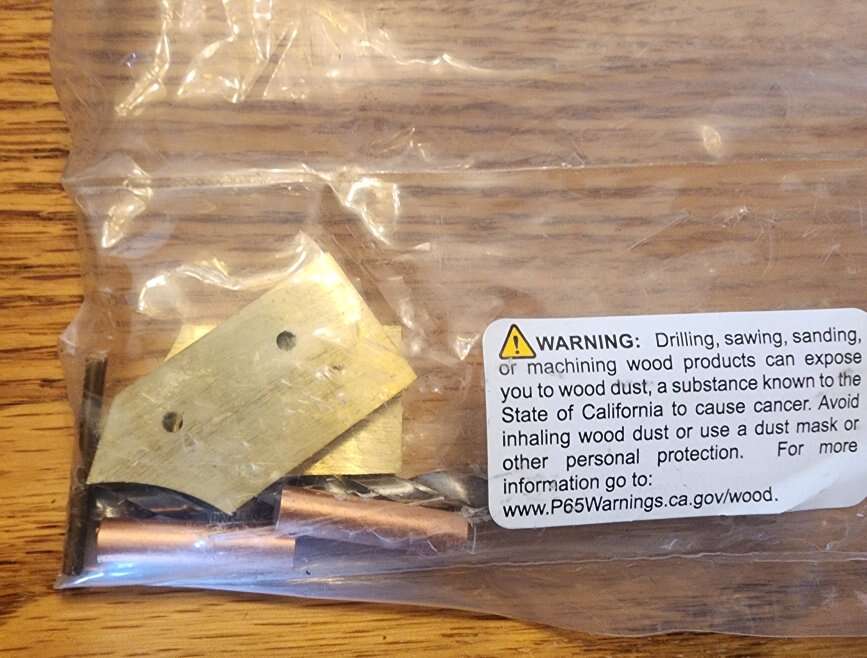 WARNING: Drilling, sawing, sanding,
or machining wood products can expose
you to wood dust, a substance known to the
State of California to cause cancer. Avoid
inhaling wood dust or use a dust mask or
other personal protection. For more
information go to:
www.P65Warnings.ca.gov/wood.